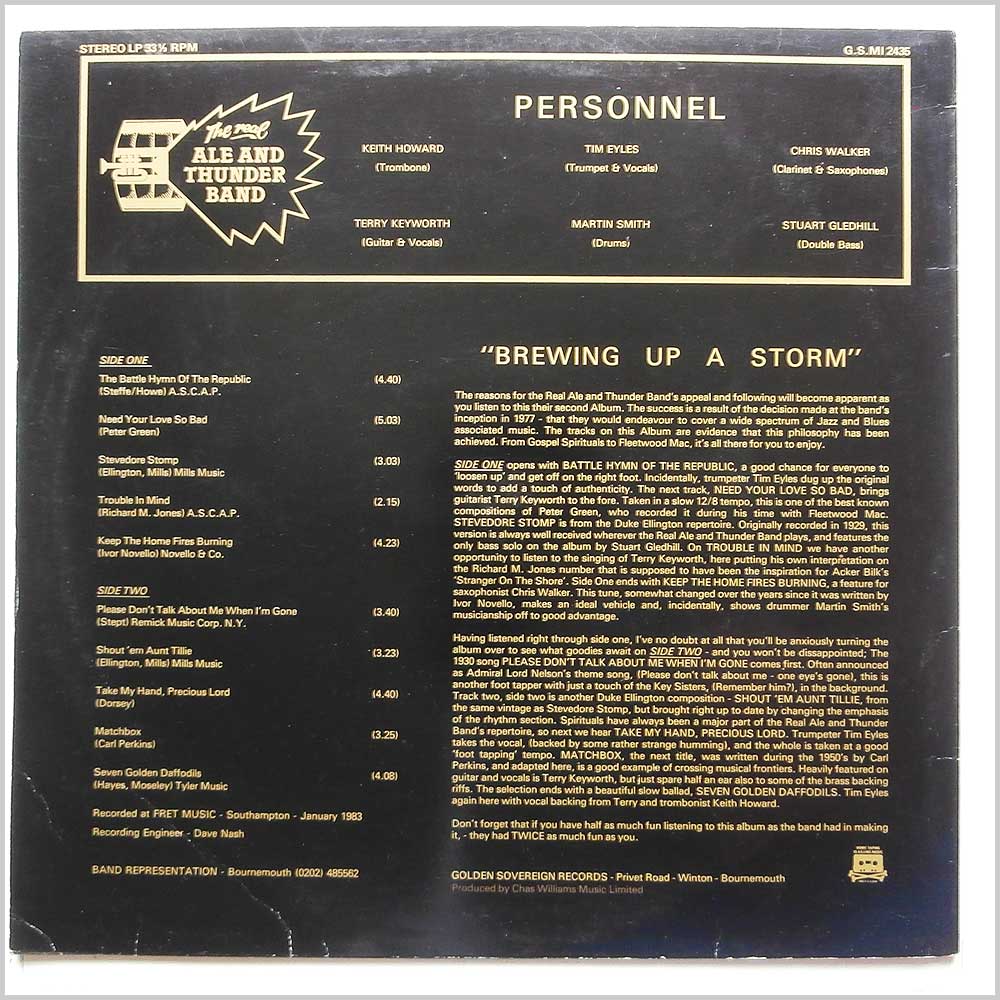 STEREO LP 33⅓ RPM
G.S.MI 2435
The real
ALE AND
THUNDER
BAND
PERSONNEL
KEITH HOWARD
(Trombone)
TIM EYLES
(Trumpet & Vocals)
CHRIS WALKER
(Clarinet & Saxophones)
TERRY KEYWORTH
(Guitar & Vocals)
MARTIN SMITH
(Drums)
STUART GLEDHILL
(Double Bass)
SIDE ONE
The Battle Hymn Of The Republic (4.40)
(Steffe/Howe) A.S.C.A.P.
Need Your Love So Bad (5.03)
(Peter Green)
Stevedore Stomp (3.03)
(Ellington, Mills) Mills Music
Trouble In Mind (2.15)
(Richard M. Jones) A.S.C.A.P.
Keep The Home Fires Burning (4.23)
(Ivor Novello) Novello & Co.
SIDE TWO
Please Don't Talk About Me When I'm Gone (3.40)
(Stept) Remick Music Corp. N.Y.
Shout 'em Aunt Tillie (3.23)
(Ellington, Mills) Mills Music
Take My Hand, Precious Lord (4.40)
(Dorsey)
Matchbox (3.25)
(Carl Perkins)
Seven Golden Daffodils (4.08)
(Hayes, Moseley) Tyler Music
Recorded at FRET MUSIC - Southampton - January 1983
Recording Engineer - Dave Nash
BAND REPRESENTATION - Bournemouth (0202) 485562
"BREWING UP A STORM"
The reasons for the Real Ale and Thunder Band's appeal and following will become apparent as
you listen to this their second Album. The success is a result of the decision made at the band's
inception in 1977 - that they would endeavour to cover a wide spectrum of Jazz and Blues
associated music. The tracks on this Album are evidence that this philosophy has been
achieved. From Gospel Spirituals to Fleetwood Mac, it's all there for you to enjoy.
SIDE ONE opens with BATTLE HYMN OF THE REPUBLIC, a good chance for everyone to
'loosen up' and get off on the right foot. Incidentally, trumpeter Tim Eyles dug up the original
words to add a touch of authenticity. The next track, NEED YOUR LOVE SO BAD, brings
guitarist Terry Keyworth to the fore. Taken in a slow 12/8 tempo, this is one of the best known
compositions of Peter Green, who recorded it during his time with Fleetwood Mac.
STEVEDORE STOMP is from the Duke Ellington repertoire. Originally recorded in 1929, this
version is always well received wherever the Real Ale and Thunder Band plays, and features the
only bass solo on the album by Stuart Gledhill. On TROUBLE IN MIND we have another
opportunity to listen to the singing of Terry Keyworth, here putting his own interpretation on
the Richard M. Jones number that is supposed to have been the inspiration for Acker Bilk's
'Stranger On The Shore'. Side One ends with KEEP THE HOME FIRES BURNING, a feature for
saxophonist Chris Walker. This tune, somewhat changed over the years since it was written by
Ivor Novello, makes an ideal vehicle and, incidentally, shows drummer Martin Smith's
musicianship off to good advantage.
Having listened right through side one, I've no doubt at all that you'll be anxiously turning the
album over to see what goodies await on SIDE TWO - and you won't be dissappointed; The
1930 song PLEASE DON'T TALK ABOUT ME WHEN I'M GONE comes first. Often announced
as Admiral Lord Nelson's theme song, (Please don't talk about me - one eye's gone), this is
another foot tapper with just a touch of the Key Sisters, (Remember him?), in the background.
Track two, side two is another Duke Ellington composition - SHOUT 'EM AUNT TILLIE, from
the same vintage as Stevedore Stomp, but brought right up to date by changing the emphasis
of the rhythm section. Spirituals have always been a major part of the Real Ale and Thunder
Band's repertoire, so next we hear TAKE MY HAND, PRECIOUS LORD. Trumpeter Tim Eyles
takes the vocal, (backed by some rather strange humming), and the whole is taken at a good
'foot tapping' tempo. MATCHBOX, the next title, was written during the 1950's by Carl
Perkins, and adapted here, is a good example of crossing musical frontiers. Heavily featured on
guitar and vocals is Terry Keyworth, but just spare half an ear also to some of the brass backing
riffs. The selection ends with a beautiful slow ballad, SEVEN GOLDEN DAFFODILS. Tim Eyles
again here with vocal backing from Terry and trombonist Keith Howard.
Don't forget that if you have half as much fun listening to this album as the band had in making
it, - they had TWICE as much fun as you.
HOME TAPING
IS KILLING MUSIC
GOLDEN SOVEREIGN RECORDS - Privet Road - Winton - Bournemouth
Produced by Chas Williams Music Limited